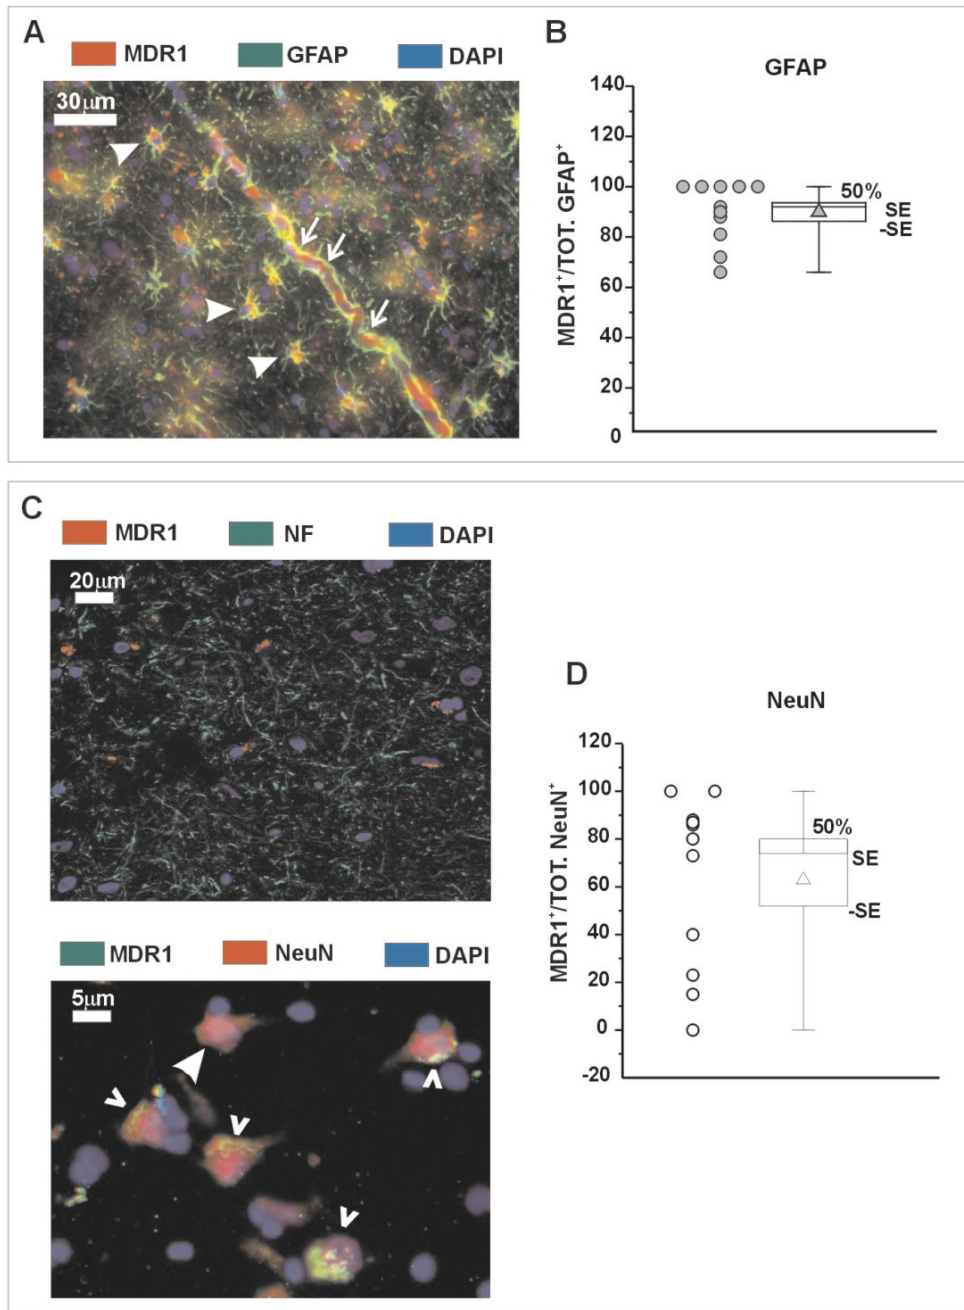 A
MDR1 GFAP DAPI
30μm
B
GFAP
MDR1⁺/TOT. GFAP⁺
140
120
100
80
60
40
20
0
50%
SE
-SE
C
MDR1 NF DAPI
20μm
MDR1 NeuN DAPI
5μm
D
NeuN
MDR1⁺/TOT. NeuN⁺
120
100
80
60
40
20
0
-20
50%
SE
-SE